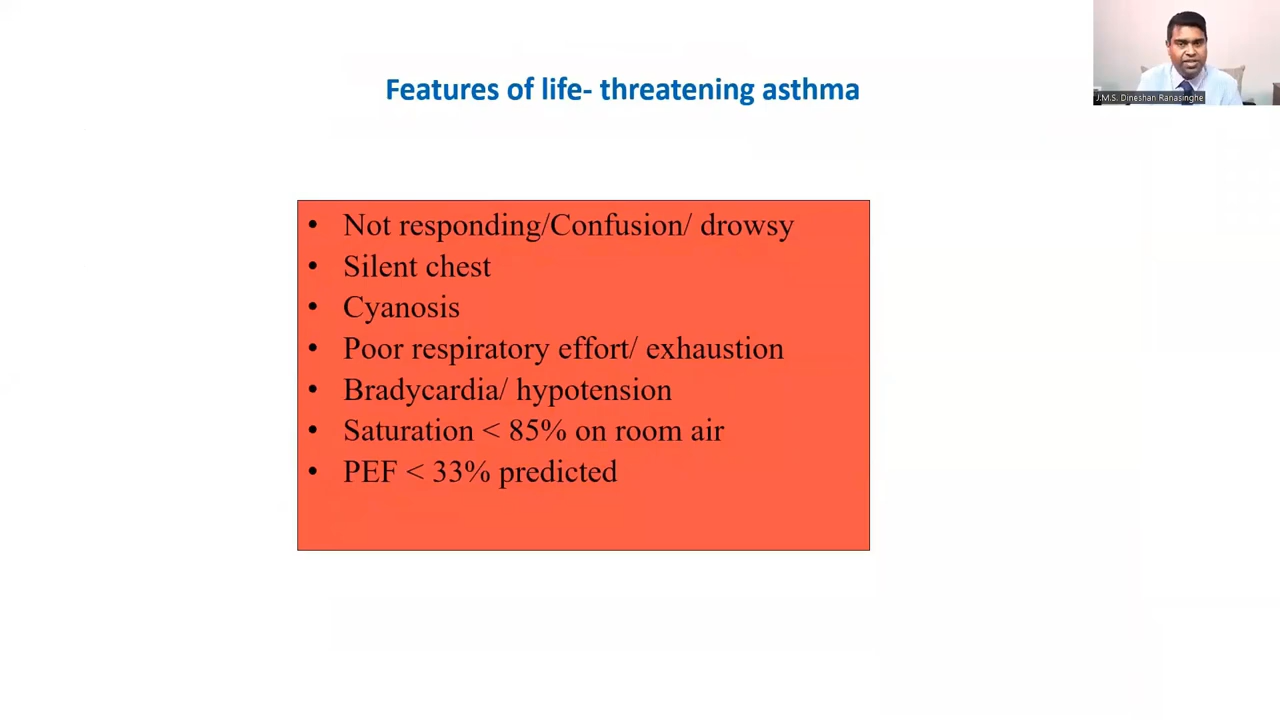 Features of life- threatening asthma
J.M.S. Dineshan Ranasinghe
• Not responding/Confusion/ drowsy
• Silent chest
• Cyanosis
• Poor respiratory effort/ exhaustion
• Bradycardia/ hypotension
• Saturation < 85% on room air
• PEF < 33% predicted